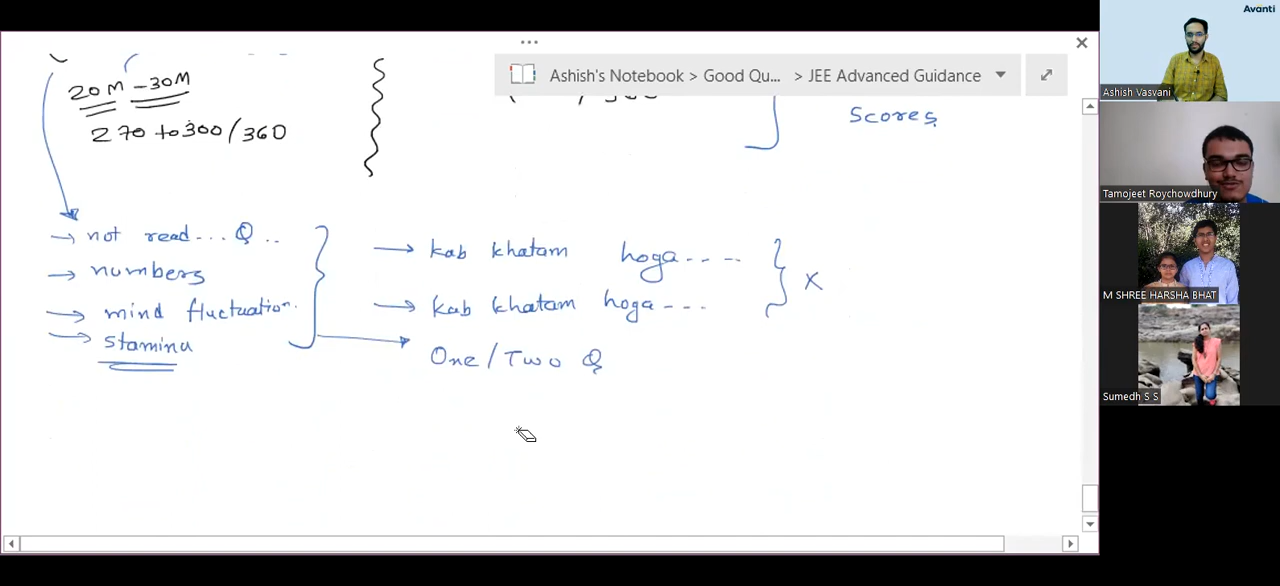 Avanti
Ashish's Notebook > Good Qu... > JEE Advanced Guidance
20M - 30M
270 to 300/360
Scores
Ashish Vasvani
Tamojeet Roychowdhury
M SHREE HARSHA BHAT
Sumedh S S
→ not read... Q..
→ numbers
→ mind fluctuation.
→ stamina
→ kab khatam hoga....
→ kab khatam hoga...
X
One/Two Q